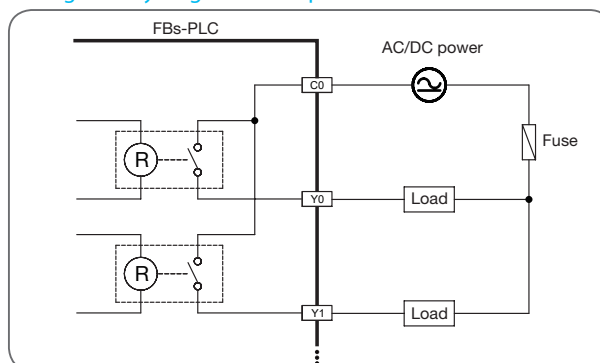 FBs-PLC
AC/DC power
C0
Fuse
R
Y0
Load
R
Y1
Load